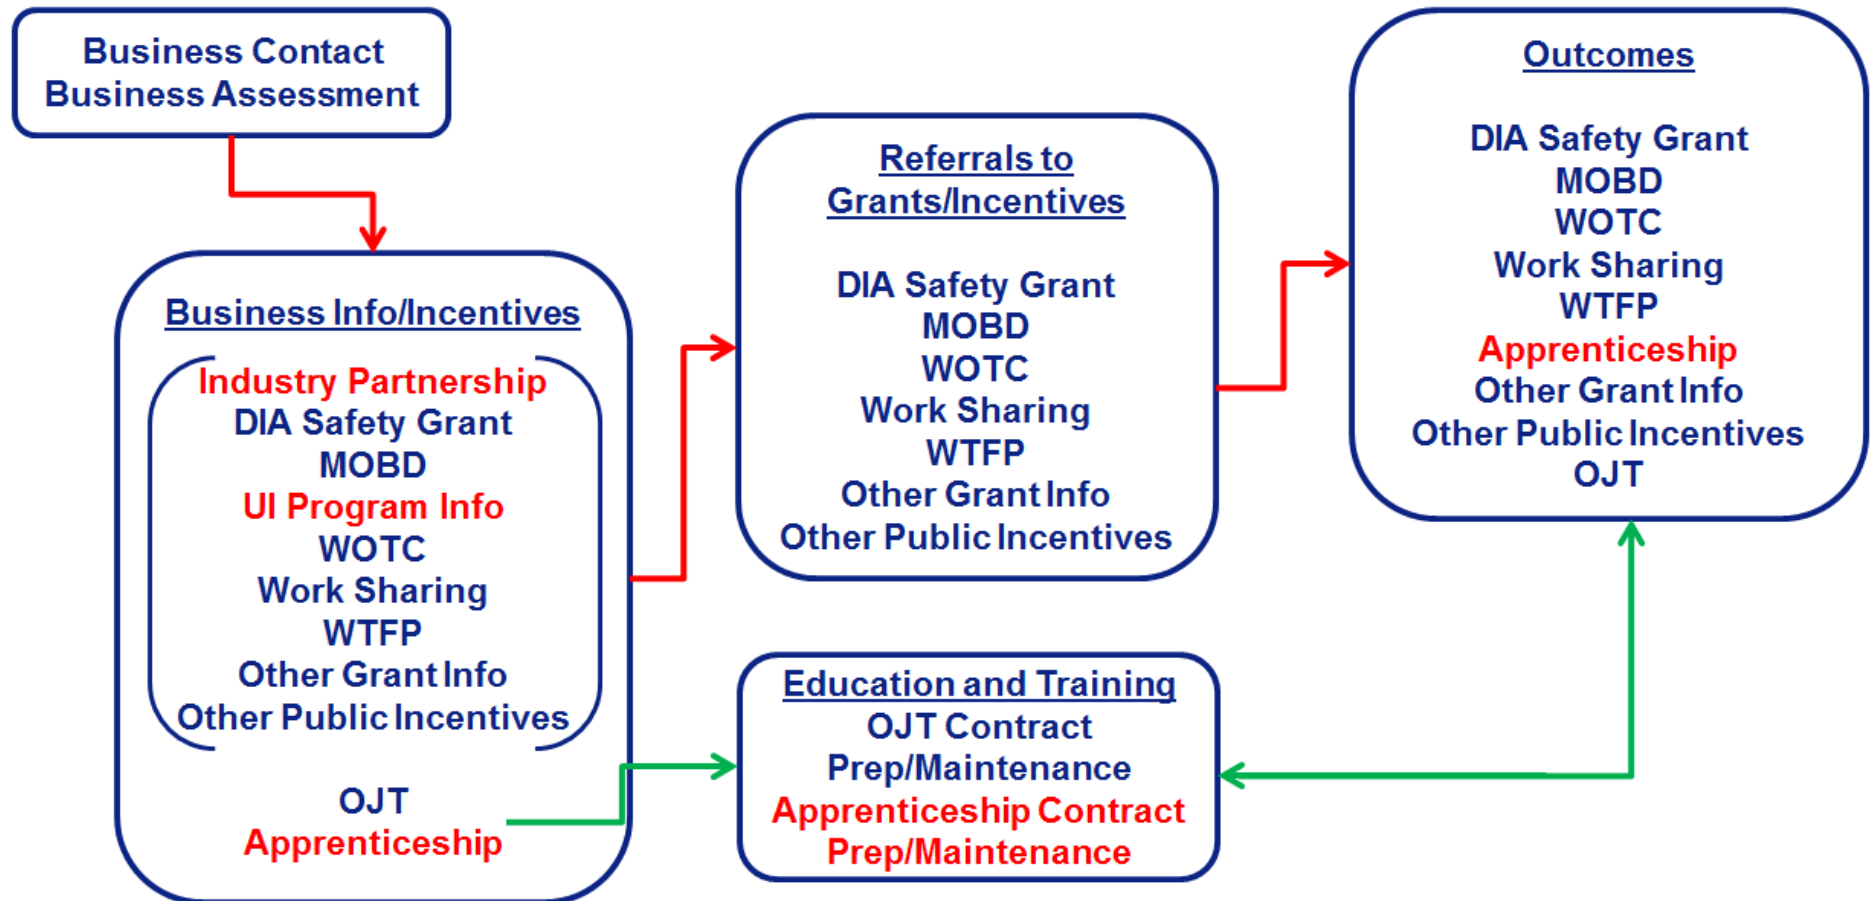 Business Contact
Business Assessment
Business Info/Incentives
Industry Partnership
DIA Safety Grant
MOBD
UI Program Info
WOTC
Work Sharing
WTFP
Other Grant Info
Other Public Incentives
OJT
Apprenticeship
Referrals to
Grants/Incentives
DIA Safety Grant
MOBD
WOTC
Work Sharing
WTFP
Other Grant Info
Other Public Incentives
Education and Training
OJT Contract
Prep/Maintenance
Apprenticeship Contract
Prep/Maintenance
Outcomes
DIA Safety Grant
MOBD
WOTC
Work Sharing
WTFP
Apprenticeship
Other Grant Info
Other Public Incentives
OJT